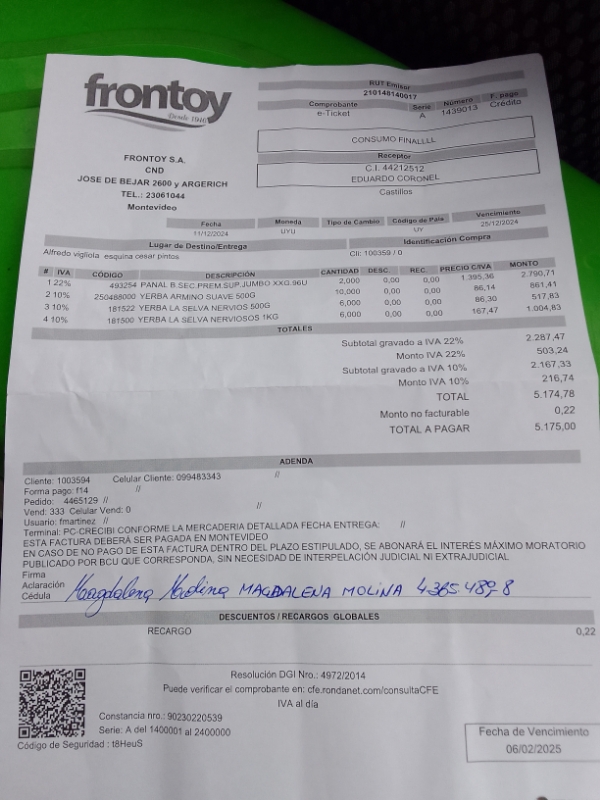 frontoy
Desde 1940
RUT Emisor
210148140017
Comprobante Serie Número F. pago
e-Ticket A 1439013 Crédito
CONSUMO FINALLLL
Receptor
C.I. 44212512
EDUARDO CORONEL
Castillos
FRONTOY S.A.
CND
JOSE DE BEJAR 2600 y ARGERICH
TEL.: 23061044
Montevideo
Fecha Moneda Tipo de Cambio Código de País Vencimiento
11/12/2024 UYU UY 25/12/2024
Lugar de Destino/Entrega Identificación Compra
Alfredo vigliola esquina cesar pintos Cli: 100359 / 0
# IVA CÓDIGO DESCRIPCIÓN CANTIDAD DESC. REC. PRECIO C/IVA MONTO
1 22% 493254 PANAL B.SEC.PREM.SUP.JUMBO XXG.96U 2,000 0,00 0,00 1.395,36 2.790,71
2 10% 250488000 YERBA ARMINO SUAVE 500G 10,000 0,00 0,00 86,14 861,41
3 10% 181522 YERBA LA SELVA NERVIOS 500G 6,000 0,00 0,00 86,30 517,83
4 10% 181500 YERBA LA SELVA NERVIOSOS 1KG 6,000 0,00 0,00 167,47 1.004,83
TOTALES
Subtotal gravado a IVA 22% 2.287,47
Monto IVA 22% 503,24
Subtotal gravado a IVA 10% 2.167,33
Monto IVA 10% 216,74
TOTAL 5.174,78
Monto no facturable 0,22
TOTAL A PAGAR 5.175,00
ADENDA
Cliente: 1003594 Celular Cliente: 099483343 //
Forma pago: f14 //
Pedido: 4465129 //
Vend: 333 Celular Vend: 0 //
Usuario: fmartinez //
Terminal: PC-CRECIBI CONFORME LA MERCADERIA DETALLADA FECHA ENTREGA: //
ESTA FACTURA DEBERÁ SER PAGADA EN MONTEVIDEO
EN CASO DE NO PAGO DE ESTA FACTURA DENTRO DEL PLAZO ESTIPULADO, SE ABONARÁ EL INTERÉS MÁXIMO MORATORIO
PUBLICADO POR BCU QUE CORRESPONDA, SIN NECESIDAD DE INTERPELACIÓN JUDICIAL NI EXTRAJUDICIAL
Firma
Aclaración
Cédula Magdalena Molina MAGDALENA MOLINA 4365489-8
DESCUENTOS / RECARGOS GLOBALES
RECARGO 0,22
Resolución DGI Nro.: 4972/2014
Puede verificar el comprobante en: cfe.rondanet.com/consultaCFE
IVA al día
Constancia nro.: 90230220539
Serie: A del 1400001 al 2400000
Código de Seguridad : t8HeuS
Fecha de Vencimiento
06/02/2025